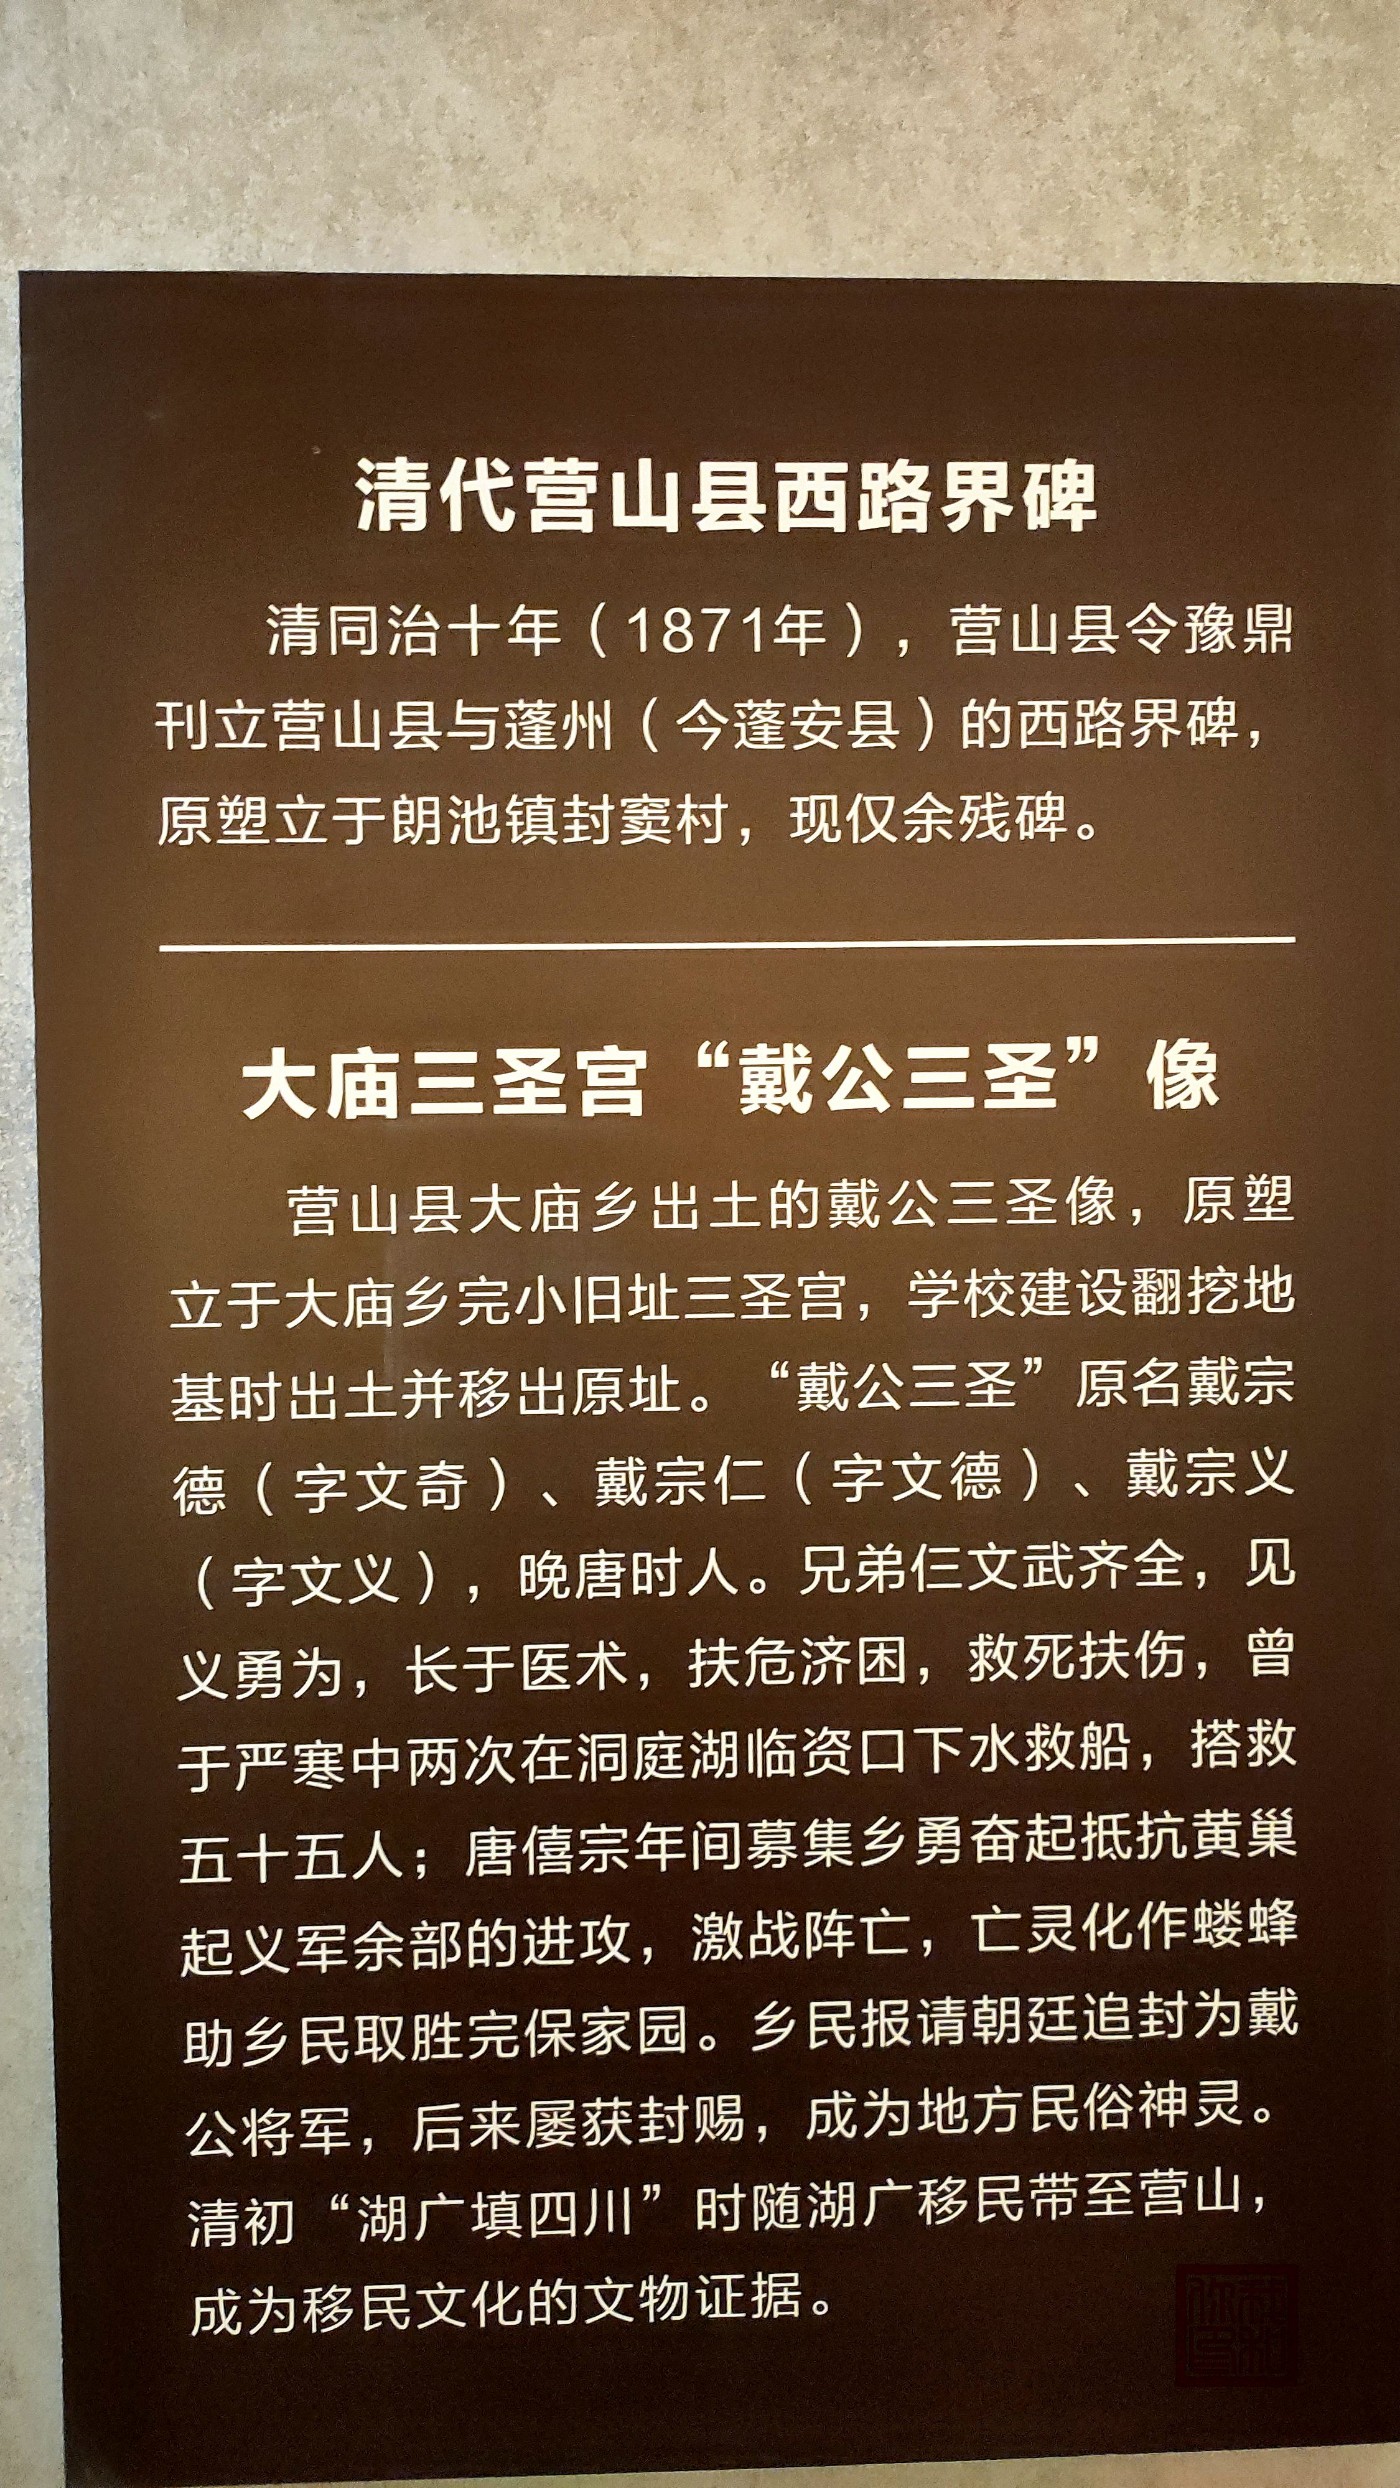 清代营山县西路界碑
清同治十年（1871年），营山县令豫鼎
刊立营山县与蓬州（今蓬安县）的西路界碑，
原塑立于朗池镇封窦村，现仅余残碑。
大庙三圣宫“戴公三圣”像
营山县大庙乡出土的戴公三圣像，原塑
立于大庙乡完小旧址三圣宫，学校建设翻挖地
基时出土并移出原址。“戴公三圣”原名戴宗
德（字文奇）、戴宗仁（字文德）、戴宗义
（字文义），晚唐时人。兄弟仨文武齐全，见
义勇为，长于医术，扶危济困，救死扶伤，曾
于严寒中两次在洞庭湖临资口下水救船，搭救
五十五人；唐僖宗年间募集乡勇奋起抵抗黄巢
起义军余部的进攻，激战阵亡，亡灵化作蝼蜂
助乡民取胜完保家园。乡民报请朝廷追封为戴
公将军，后来屡获封赐，成为地方民俗神灵。
清初“湖广填四川”时随湖广移民带至营山，
成为移民文化的文物证据。